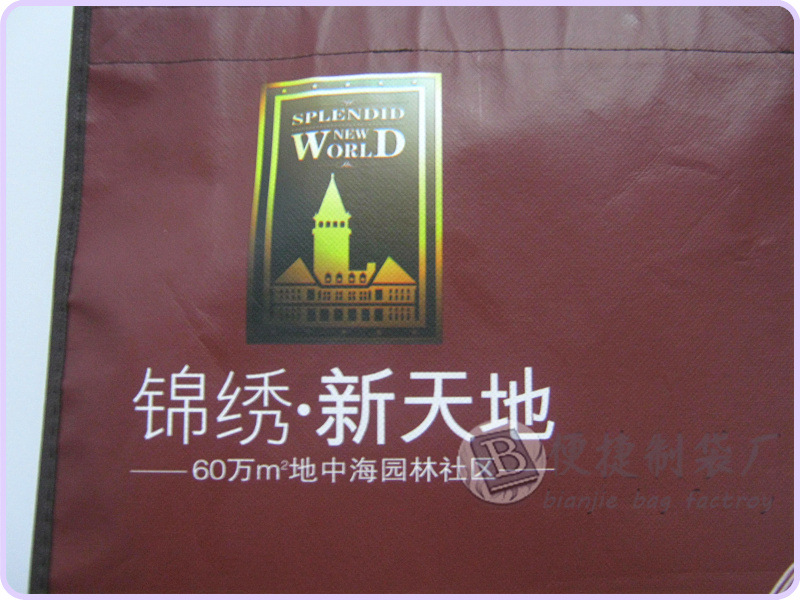 SPLENDID
NEW
WORLD
锦绣·新天地
60万m²地中海园林社区
B 便捷制袋厂
bianjie bag factroy